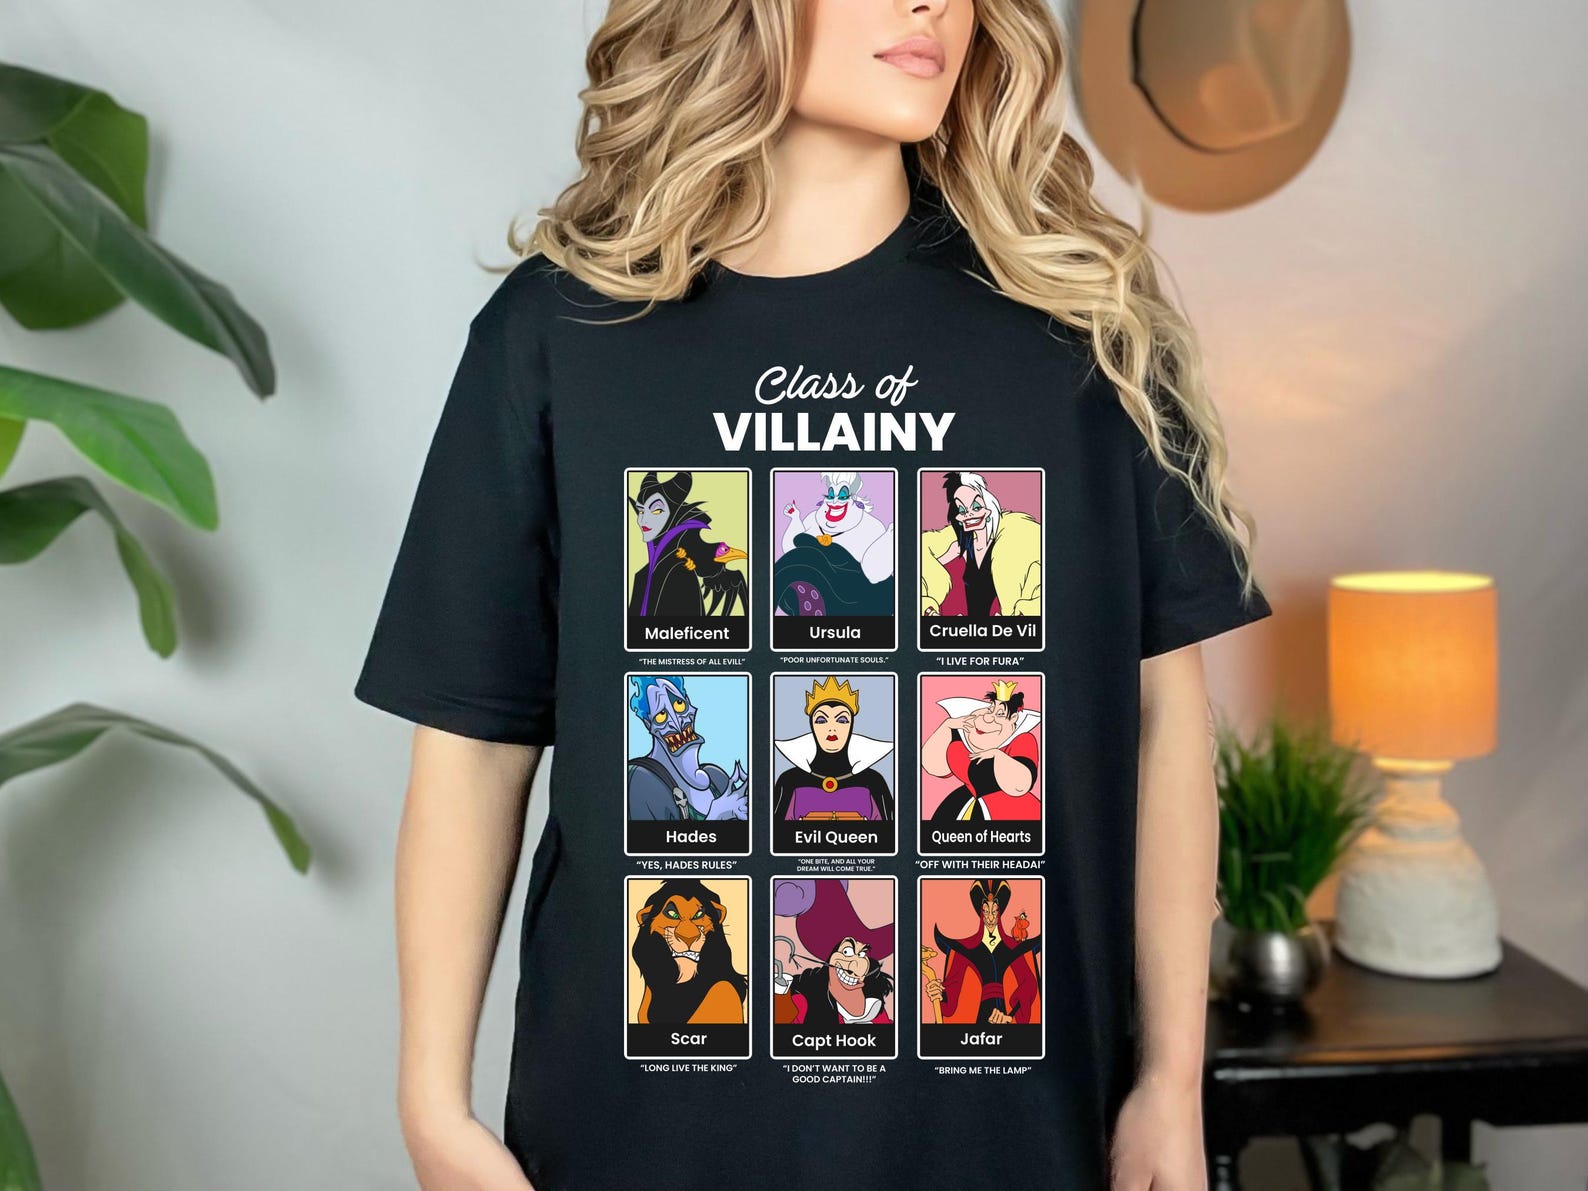 Class of
VILLAINY
Maleficent
Ursula
Cruella De Vil
“THE MISTRESS OF ALL EVILL”
“POOR UNFORTUNATE SOULS.”
“I LIVE FOR FURA”
Hades
Evil Queen
Queen of Hearts
“YES, HADES RULES”
“ONE BITE, AND ALL YOUR
DREAM WILL COME TRUE.”
“OFF WITH THEIR HEADAI”
Scar
Capt Hook
Jafar
“LONG LIVE THE KING”
“I DON’T WANT TO BE A
GOOD CAPTAIN!!!”
“BRING ME THE LAMP”